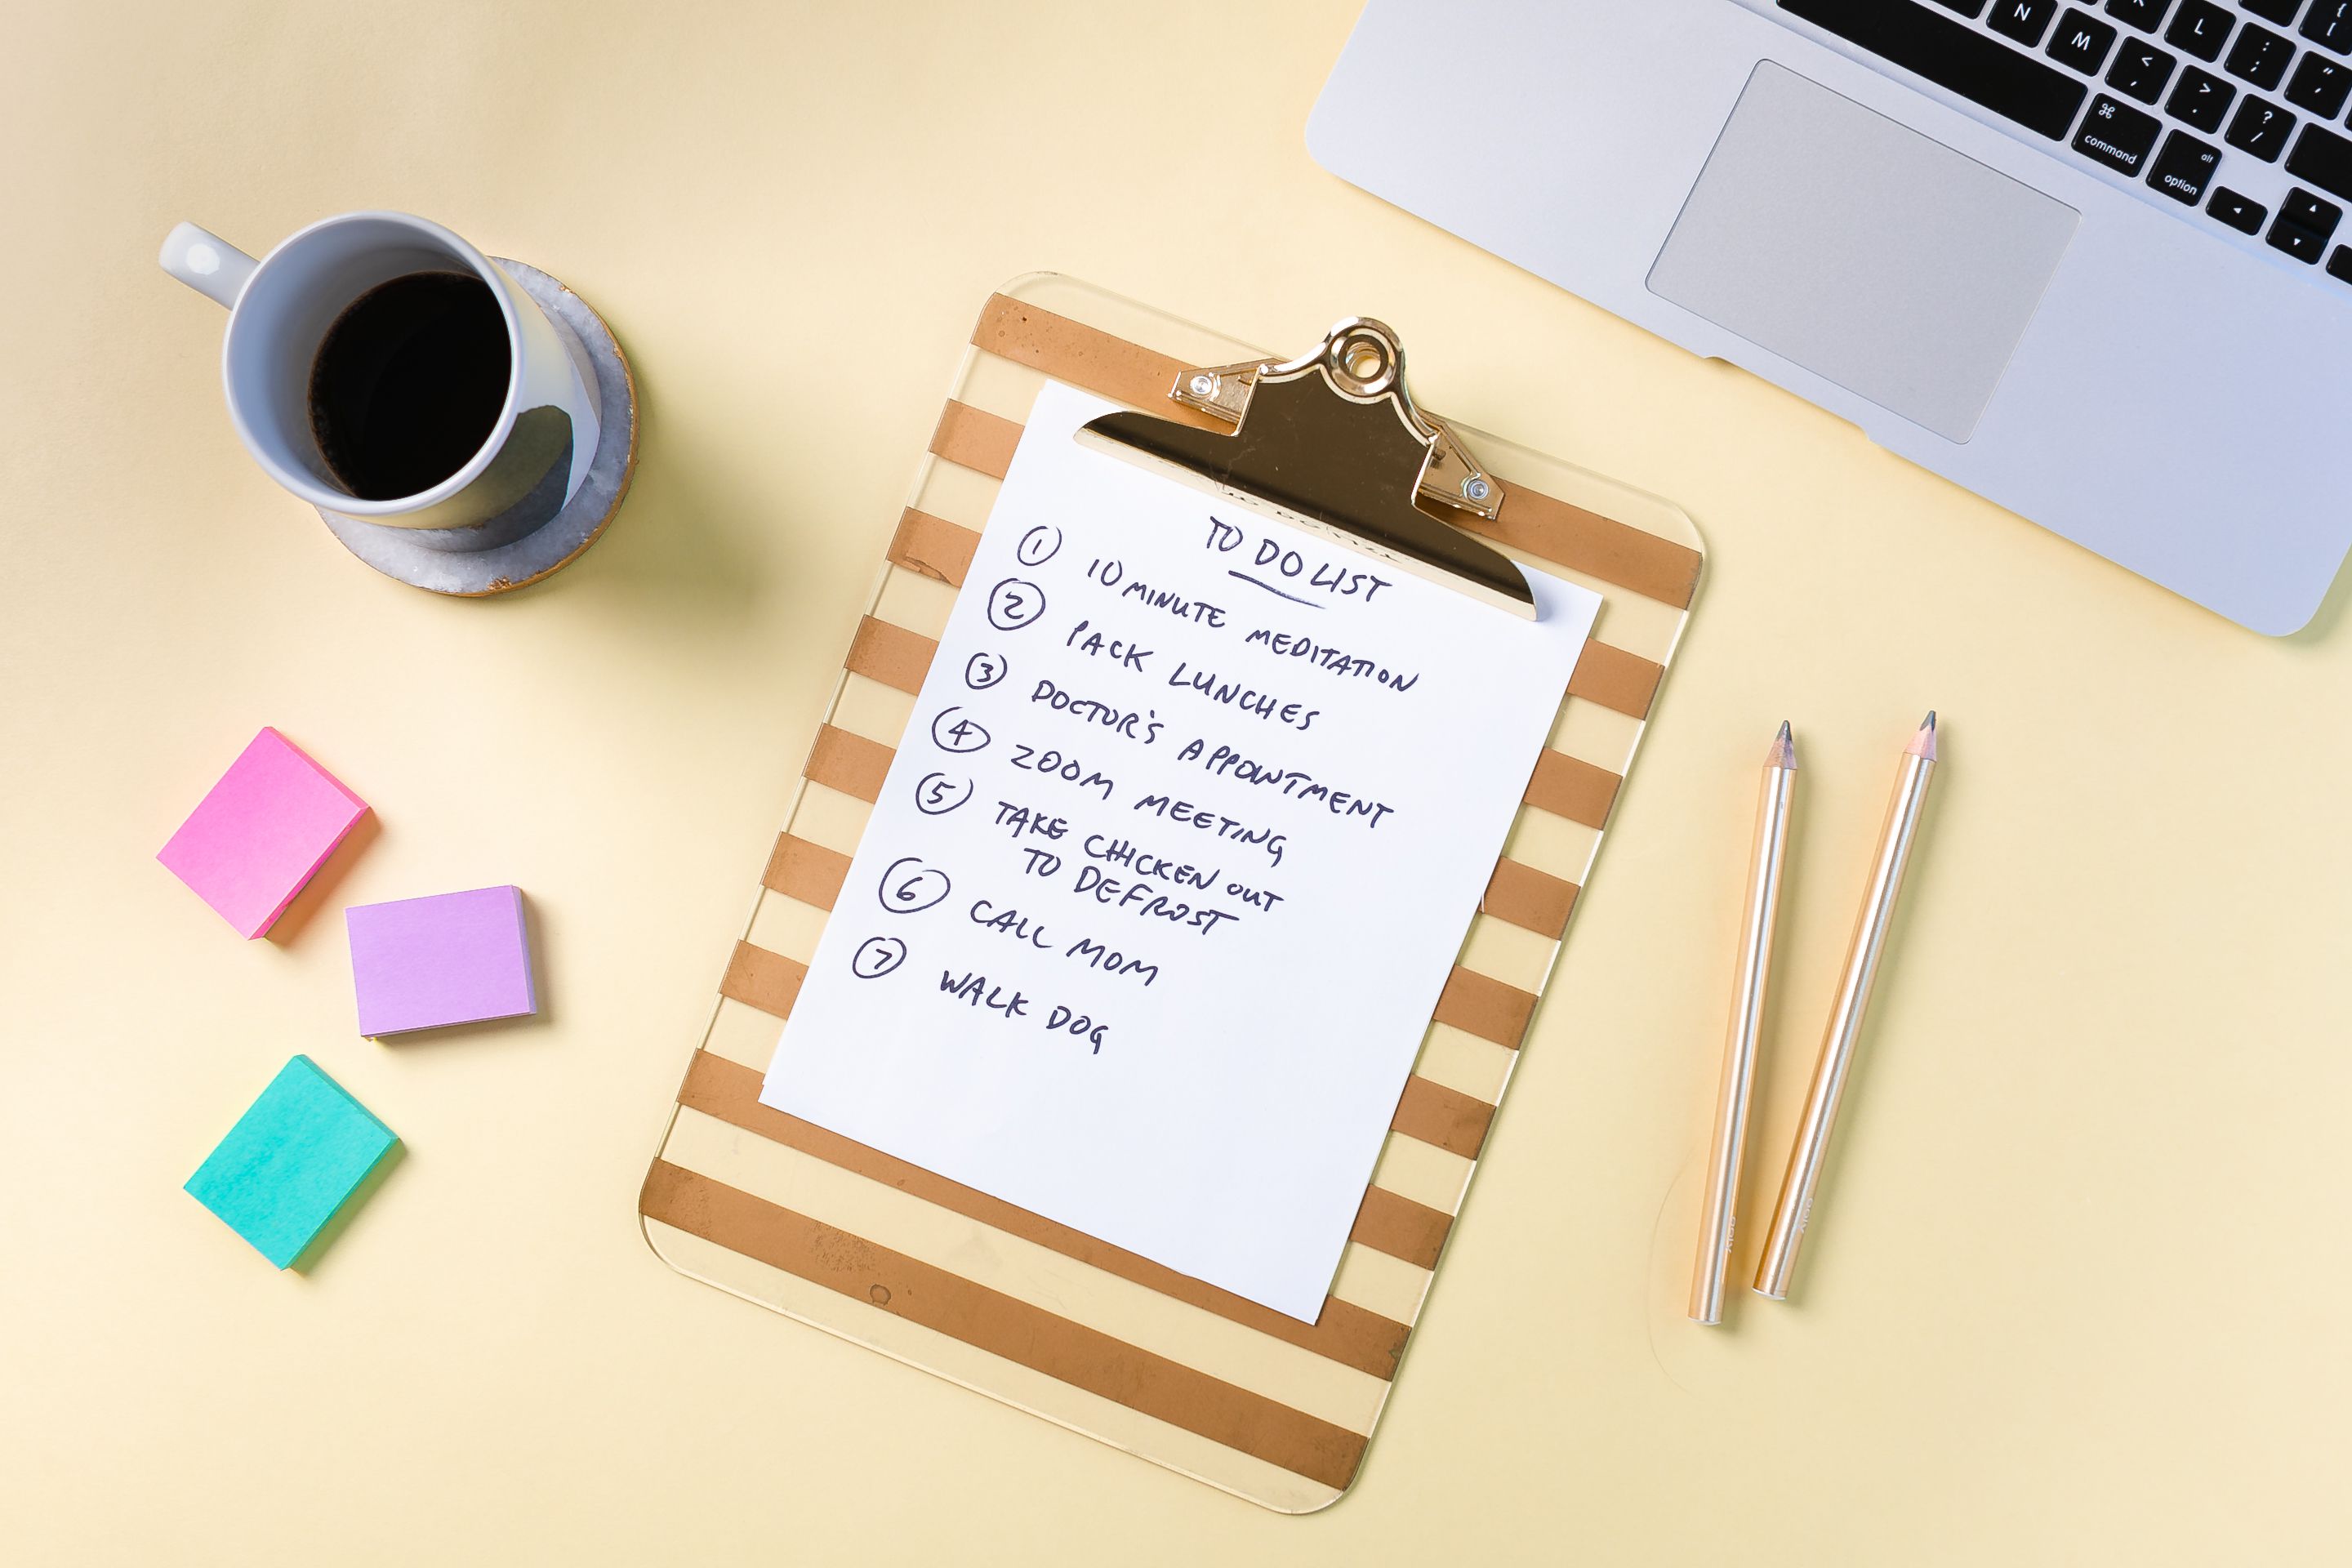 TO DO LIST
① 10 MINUTE MEDITATION
② PACK LUNCHES
③ DOCTOR'S APPOINTMENT
④ ZOOM MEETING
⑤ TAKE CHICKEN OUT
TO DEFROST
⑥ CALL MOM
⑦ WALK DOG
N M K L : ; " ' { [
< , > . ? /
⌘ command alt option